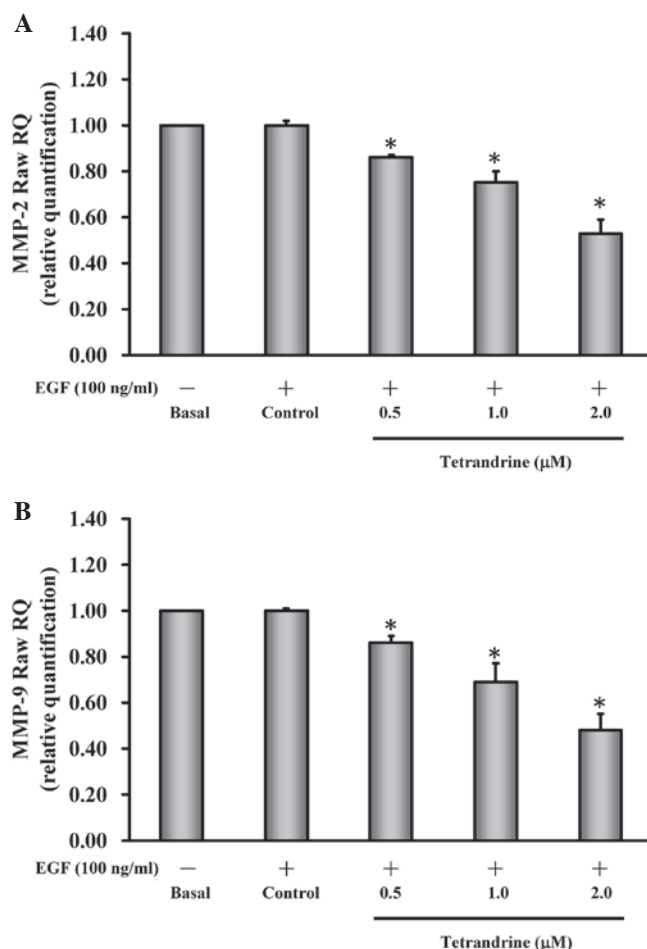 A
MMP-2 Raw RQ
(relative quantification)
1.40
1.20
1.00
0.80
0.60
0.40
0.20
0.00
* * *
EGF (100 ng/ml) — + + + +
Basal Control 0.5 1.0 2.0
Tetrandrine (μM)
B
MMP-9 Raw RQ
(relative quantification)
1.40
1.20
1.00
0.80
0.60
0.40
0.20
0.00
* * *
EGF (100 ng/ml) — + + + +
Basal Control 0.5 1.0 2.0
Tetrandrine (μM)